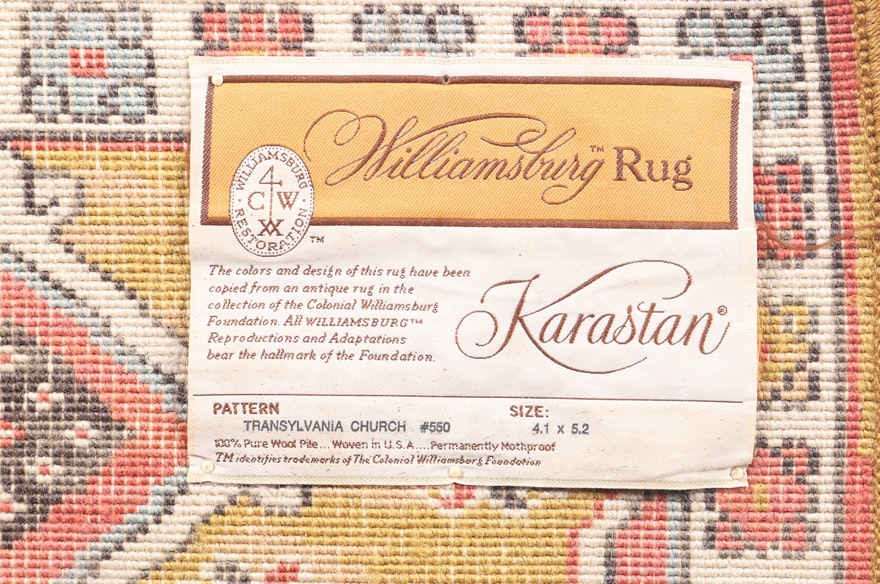 Williamsburg™ Rug
WILLIAMSBURG
4
C W
XX
RESTORATION
™
The colors and design of this rug have been
copied from an antique rug in the
collection of the Colonial Williamsburg
Foundation. All WILLIAMSBURG™
Reproductions and Adaptations
bear the hallmark of the Foundation.
Karastan®
PATTERN SIZE:
TRANSYLVANIA CHURCH #550 4.1 x 5.2
100% Pure Wool Pile... Woven in U.S.A.....Permanently Mothproof
TM identifies trademarks of The Colonial Williamsburg Foundation